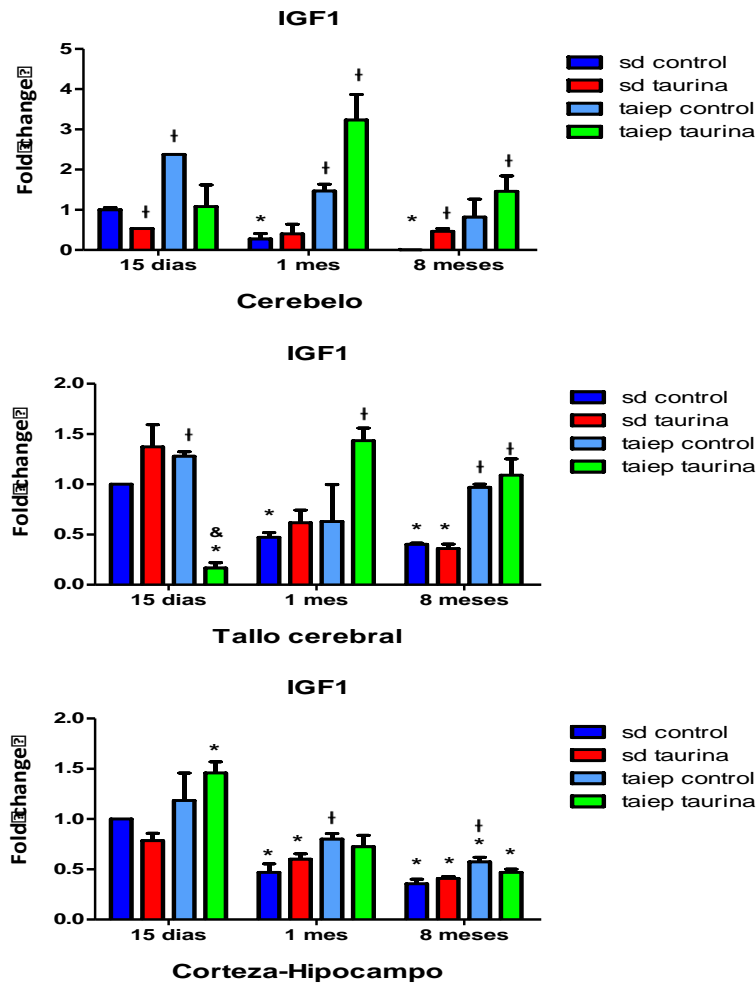 IGF1
5
4
3
2
1
0
Fold change
ƚ
ƚ
*
ƚ
ƚ
*
ƚ
ƚ
15 dias
1 mes
8 meses
Cerebelo
sd control
sd taurina
taiep control
taiep taurina
IGF1
2.0
1.5
1.0
0.5
0.0
Fold change
ƚ
&
*
*
ƚ
*
*
ƚ
ƚ
15 dias
1 mes
8 meses
Tallo cerebral
sd control
sd taurina
taiep control
taiep taurina
IGF1
2.0
1.5
1.0
0.5
0.0
Fold change
*
*
*
ƚ
*
*
ƚ
*
*
15 dias
1 mes
8 meses
Corteza-Hipocampo
sd control
sd taurina
taiep control
taiep taurina